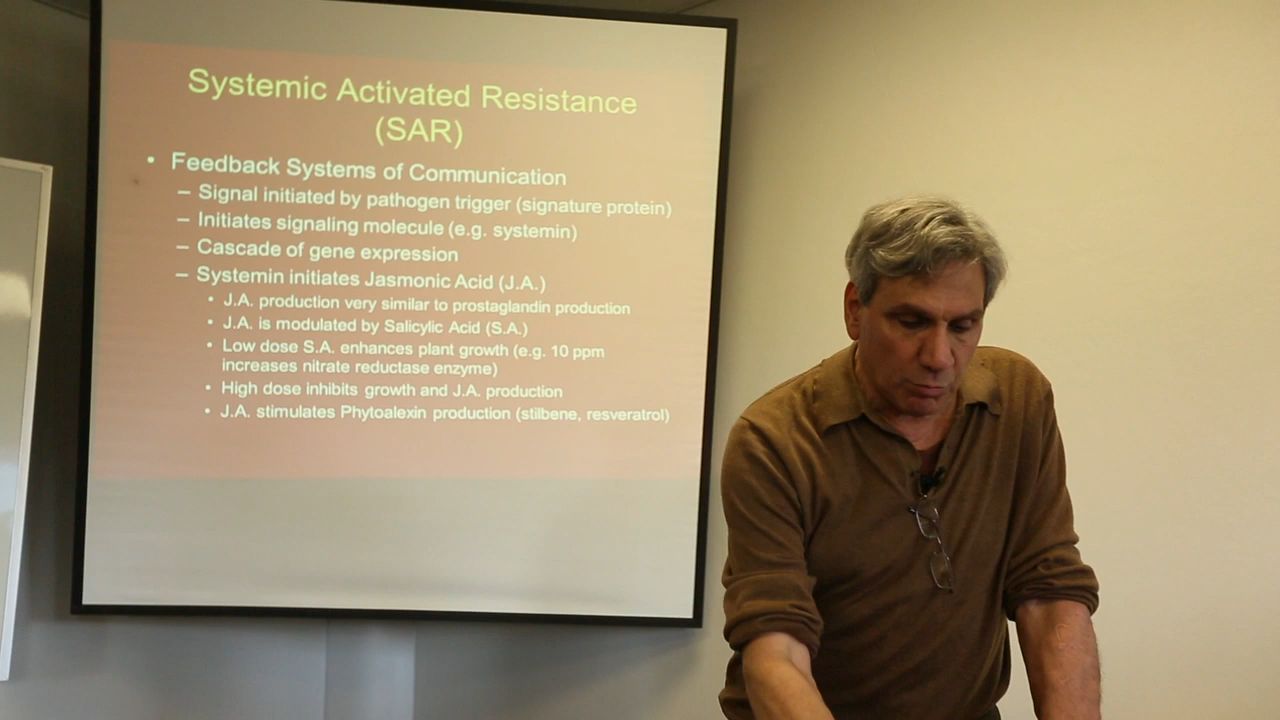 Systemic Activated Resistance
(SAR)
• Feedback Systems of Communication
– Signal initiated by pathogen trigger (signature protein)
– Initiates signaling molecule (e.g. systemin)
– Cascade of gene expression
– Systemin initiates Jasmonic Acid (J.A.)
• J.A. production very similar to prostaglandin production
• J.A. is modulated by Salicylic Acid (S.A.)
• Low dose S.A. enhances plant growth (e.g. 10 ppm
increases nitrate reductase enzyme)
• High dose inhibits growth and J.A. production
• J.A. stimulates Phytoalexin production (stilbene, resveratrol)